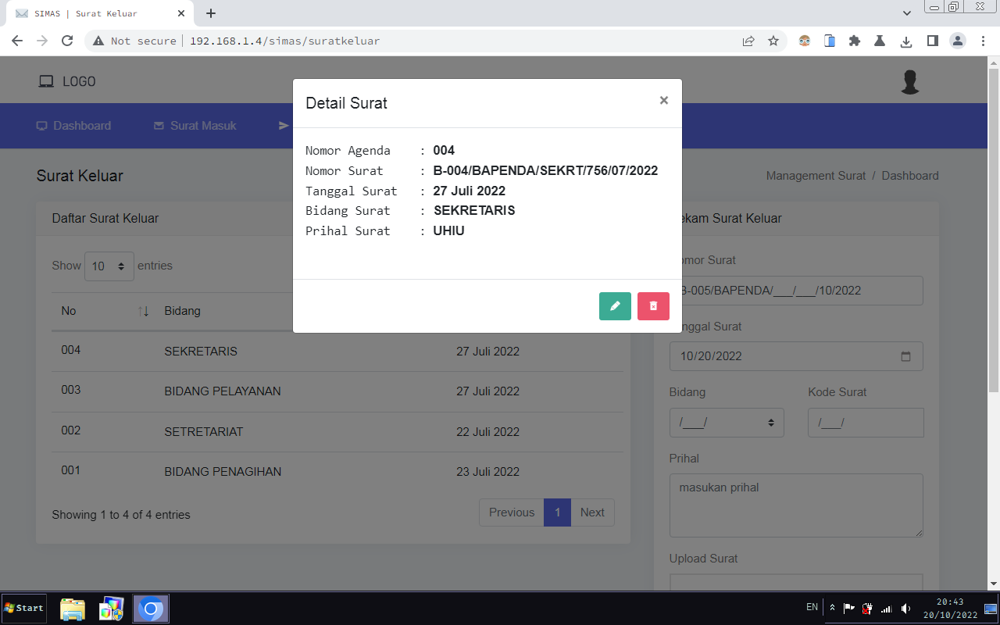 SIMAS | Surat Keluar
Not secure
192.168.1.4/simas/suratkeluar
LOGO
Dashboard
Surat Masuk
Detail Surat
×
Nomor Agenda : 004
Nomor Surat : B-004/BAPENDA/SEKRT/756/07/2022
Tanggal Surat : 27 Juli 2022
Bidang Surat : SEKRETARIS
Prihal Surat : UHIU
Surat Keluar
Management Surat / Dashboard
Daftar Surat Keluar
Show 10 entries
No Bidang
004 SEKRETARIS 27 Juli 2022
003 BIDANG PELAYANAN 27 Juli 2022
002 SETRETARIAT 22 Juli 2022
001 BIDANG PENAGIHAN 23 Juli 2022
Showing 1 to 4 of 4 entries
Previous 1 Next
ekam Surat Keluar
omor Surat
B-005/BAPENDA/___/___/10/2022
nggal Surat
10/20/2022
Bidang Kode Surat
/___/ /___/
Prihal
masukan prihal
Upload Surat
Start
EN
20:43
20/10/2022